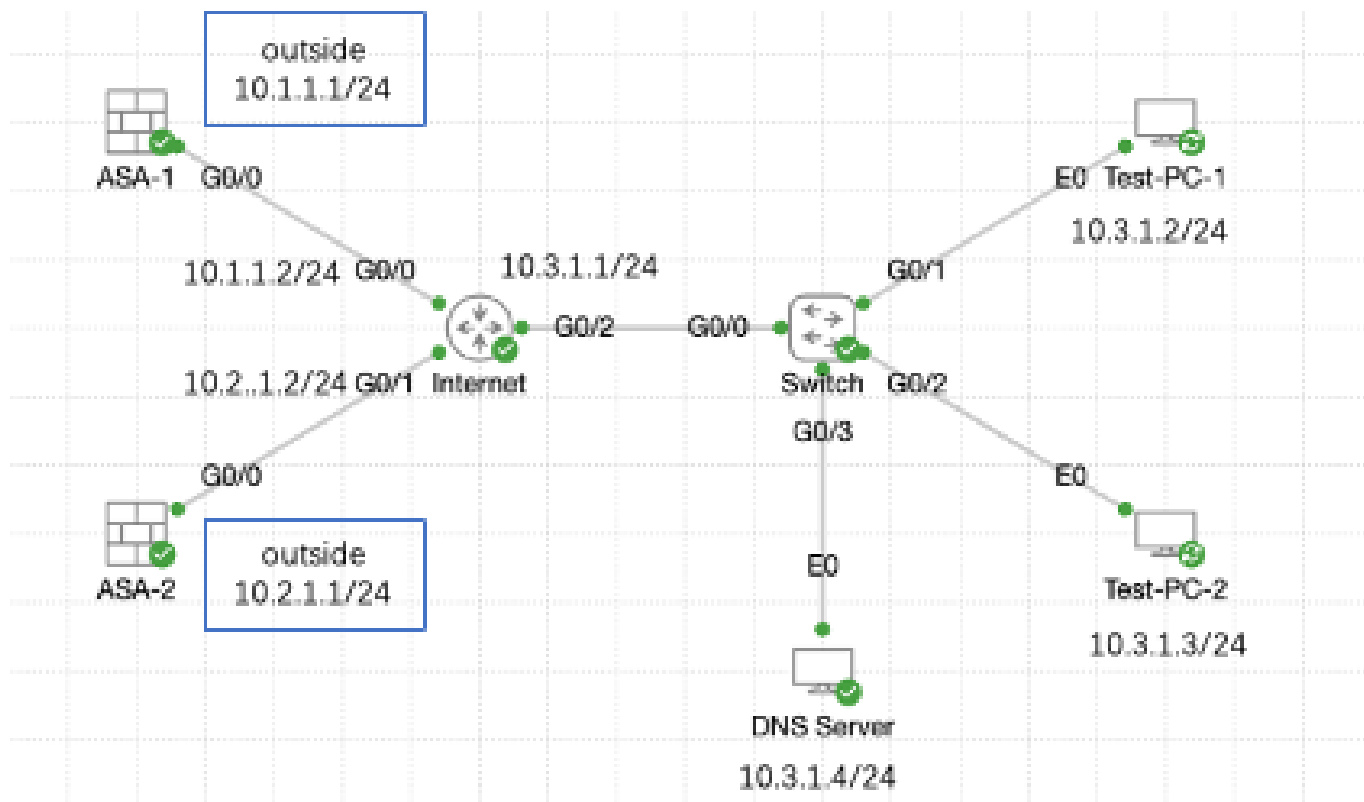 outside
10.1.1.1/24
ASA-1
G0/0
E0
Test-PC-1
10.3.1.2/24
10.1.1.2/24
G0/0
10.3.1.1/24
G0/1
G0/2
G0/0
10.2..1.2/24
G0/1
Internet
Switch
G0/2
G0/3
G0/0
E0
outside
10.2.1.1/24
ASA-2
E0
Test-PC-2
10.3.1.3/24
DNS Server
10.3.1.4/24